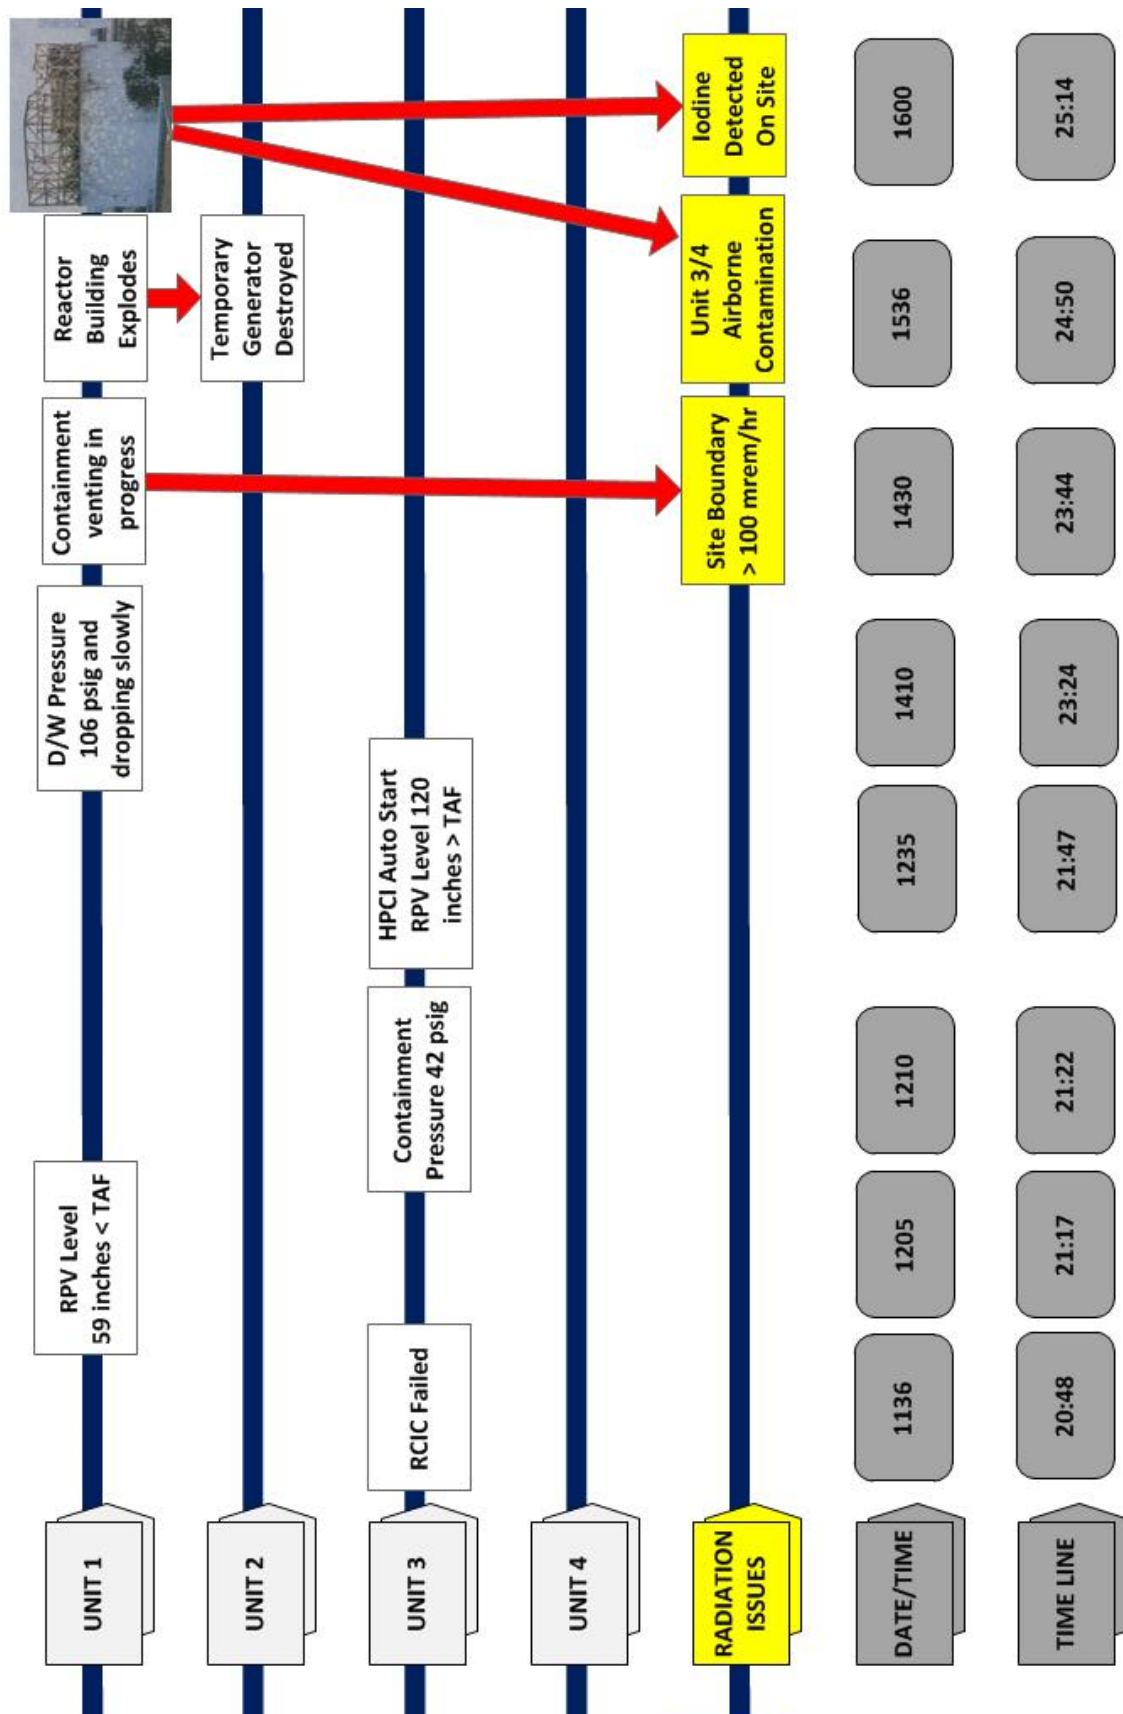 UNIT 1
RPV Level
59 inches < TAF
D/W Pressure
106 psig and
dropping slowly
Containment
venting in
progress
Reactor
Building
Explodes
UNIT 2
Temporary
Generator
Destroyed
UNIT 3
RCIC Failed
Containment
Pressure 42 psig
HPCI Auto Start
RPV Level 120
inches > TAF
UNIT 4
RADIATION
ISSUES
Site Boundary
> 100 mrem/hr
Unit 3/4
Airborne
Contamination
Iodine
Detected
On Site
DATE/TIME
1136
1205
1210
1235
1410
1430
1536
1600
TIME LINE
20:48
21:17
21:22
21:47
23:24
23:44
24:50
25:14